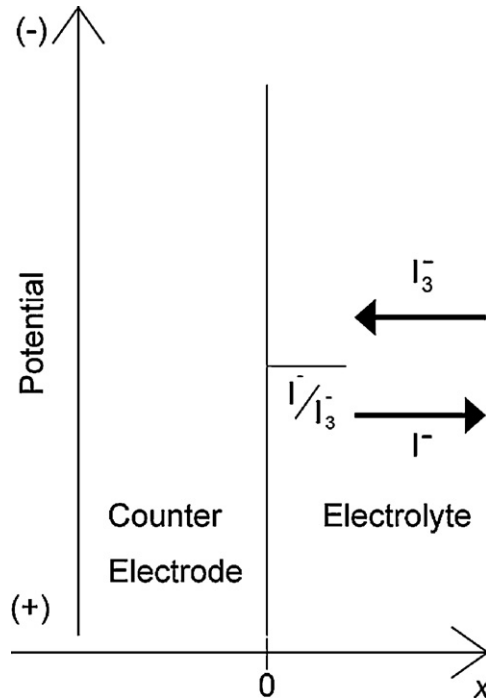 (-)
Potential
I₃⁻
I⁻/I₃⁻
I⁻
Counter
Electrode
Electrolyte
(+)
0
x